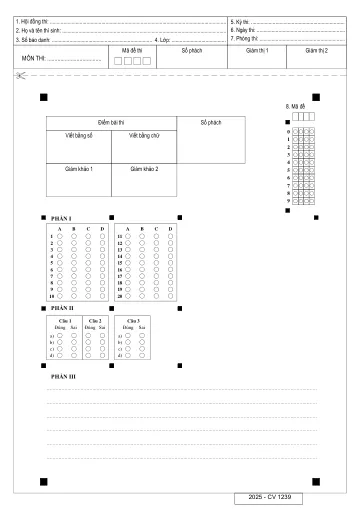 1. Hội đồng thi: ........................................ 5. Kỳ thi: ........................................
2. Họ và tên thí sinh: ........................................ 6. Ngày thi: ........................................
3. Số báo danh: ........................................ 4. Lớp: .............................. 7. Phòng thi: ........................................
MÔN THI: ..............................
Mã đề thi Số phách Giám thị 1 Giám thị 2
8. Mã đề
Điểm bài thi Số phách
Viết bằng số Viết bằng chữ
Giám khảo 1 Giám khảo 2
0
1
2
3
4
5
6
7
8
9
PHẦN I
A B C D A B C D
1 11
2 12
3 13
4 14
5 15
6 16
7 17
8 18
9 19
10 20
PHẦN II
Câu 1 Câu 2 Câu 3
Đúng Sai Đúng Sai Đúng Sai
a) a)
b) b)
c) c)
d) d)
PHẦN III
2025 - CV 1239